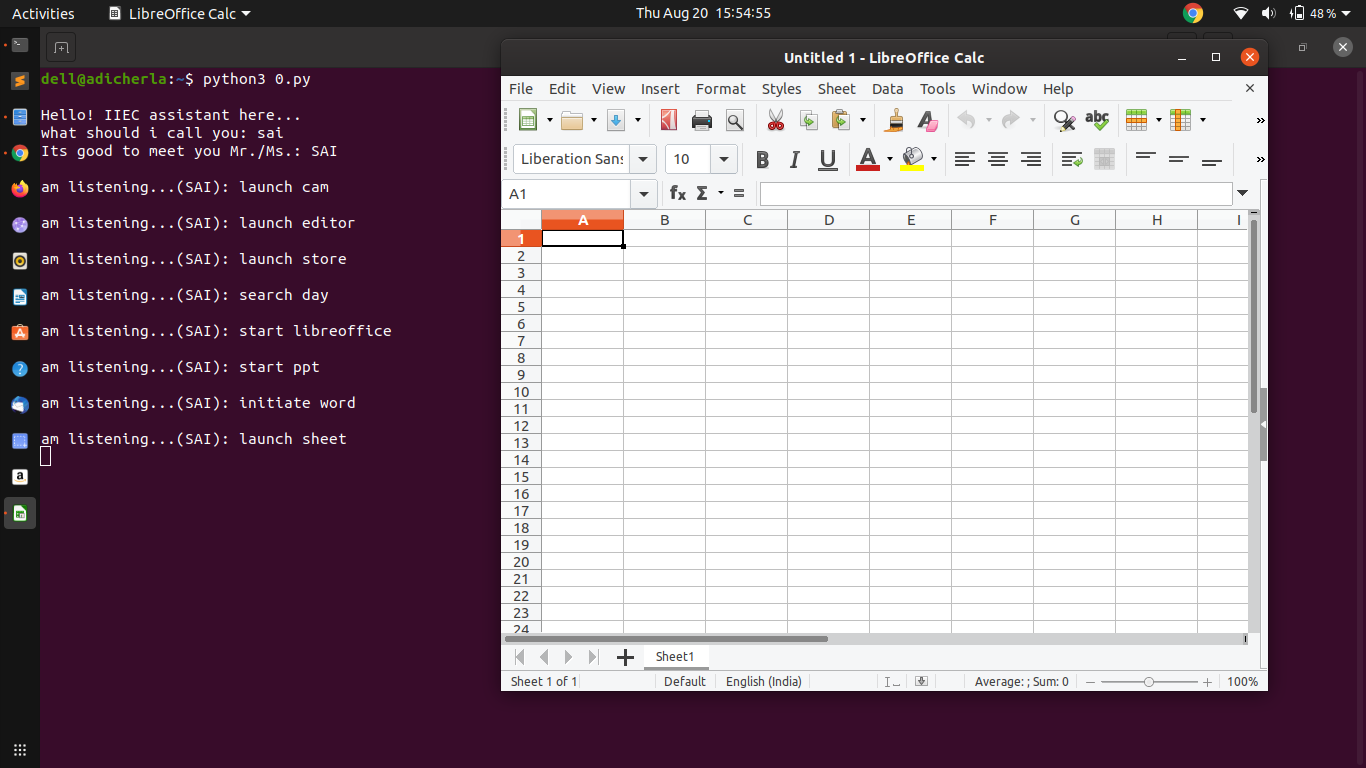 Activities LibreOffice Calc Thu Aug 20 15:54:55 48 %
dell@adicherla:~$ python3 0.py
Hello! IIEC assistant here...
what should i call you: sai
Its good to meet you Mr./Ms.: SAI
am listening...(SAI): launch cam
am listening...(SAI): launch editor
am listening...(SAI): launch store
am listening...(SAI): search day
am listening...(SAI): start libreoffice
am listening...(SAI): start ppt
am listening...(SAI): initiate word
am listening...(SAI): launch sheet
Untitled 1 - LibreOffice Calc
File Edit View Insert Format Styles Sheet Data Tools Window Help
abc
Liberation Sans 10 B I U A
A1 fx Σ =
A B C D E F G H I
1
2
3
4
5
6
7
8
9
10
11
12
13
14
15
16
17
18
19
20
21
22
23
24
Sheet1
Sheet 1 of 1 Default English (India) Average: ; Sum: 0 100%